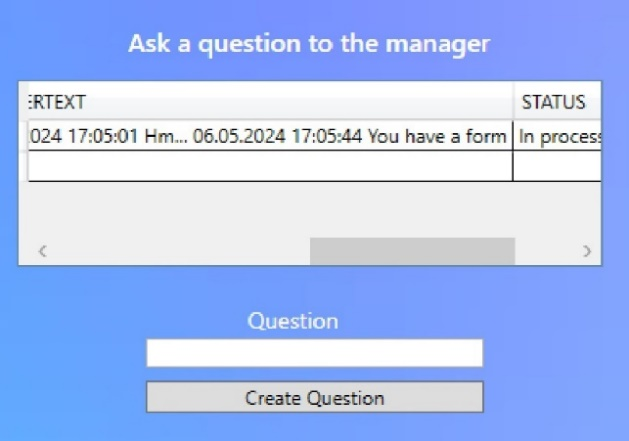 Ask a question to the manager
ERTEXT STATUS
024 17:05:01 Hm... 06.05.2024 17:05:44 You have a form In process
Question
Create Question